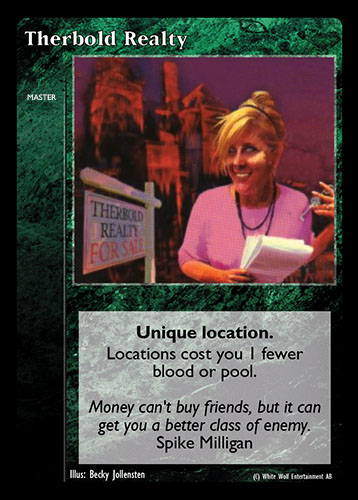 Therbold Realty
MASTER
THERBOLD
REALTY
FOR SALE
Unique location.
Locations cost you 1 fewer
blood or pool.
Money can't buy friends, but it can
get you a better class of enemy.
Spike Milligan
Illus: Becky Jollensten
(C) White Wolf Entertainment AB